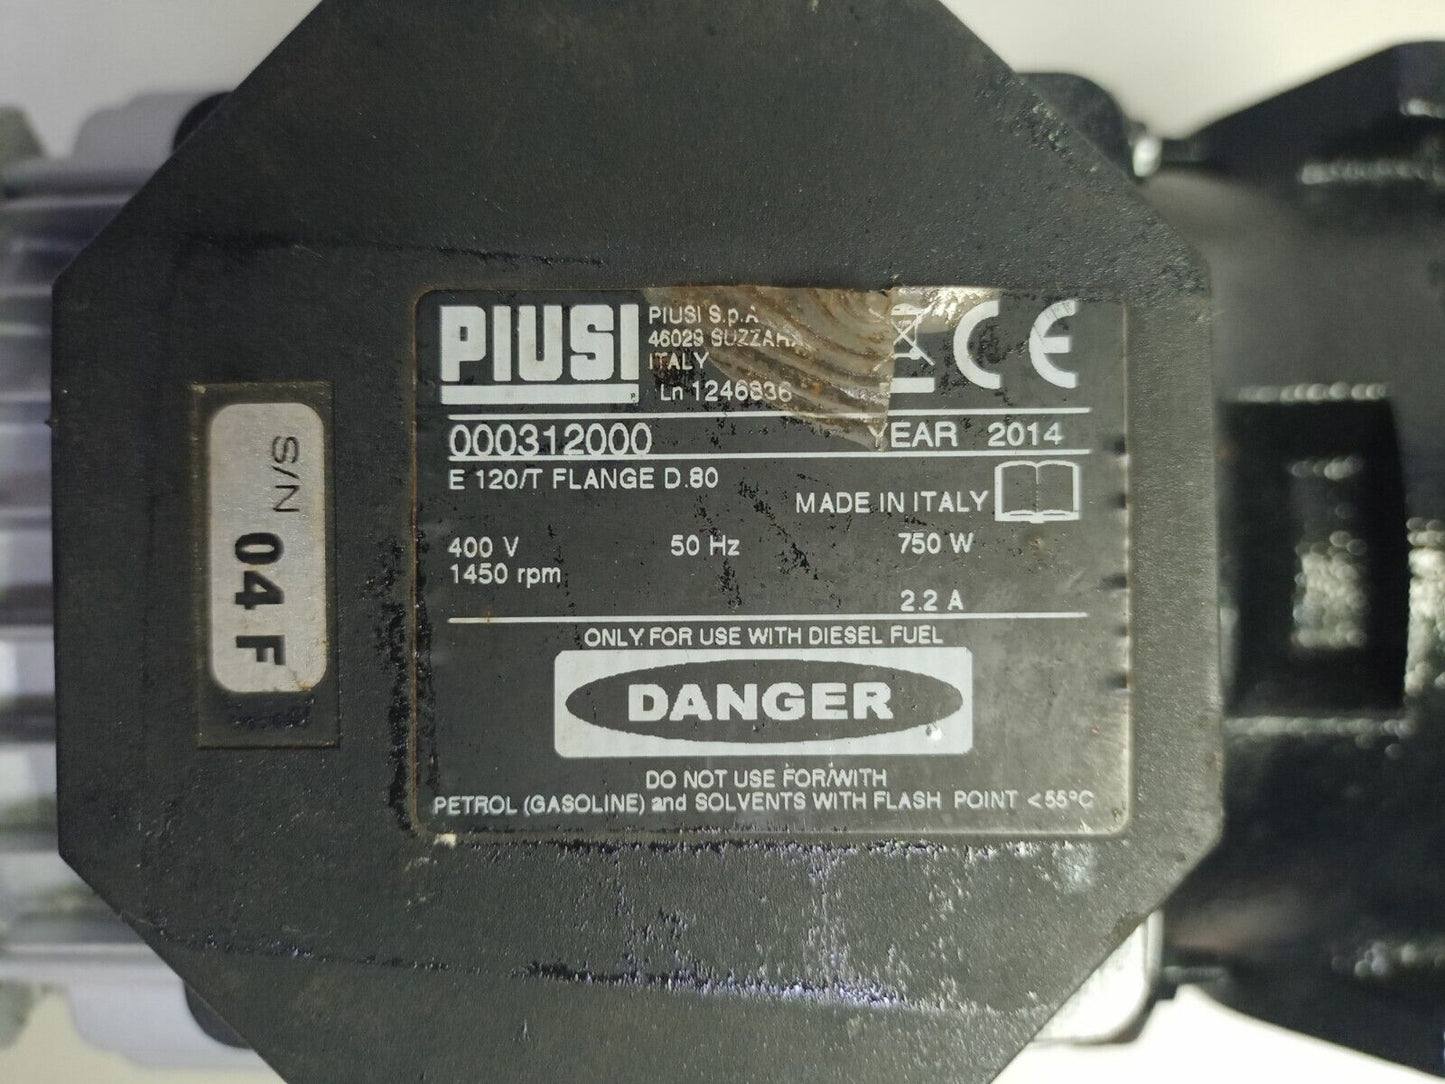 PIUSI
PIUSI S.p.A
46029 SUZZARA
ITALY
Ln 1246836
CE
000312000
YEAR 2014
E 120/T FLANGE D.80
MADE IN ITALY
400 V 50 Hz 750 W
1450 rpm
2.2 A
ONLY FOR USE WITH DIESEL FUEL
DANGER
DO NOT USE FOR/WITH
PETROL (GASOLINE) and SOLVENTS WITH FLASH POINT <55°C
S/N 04 F